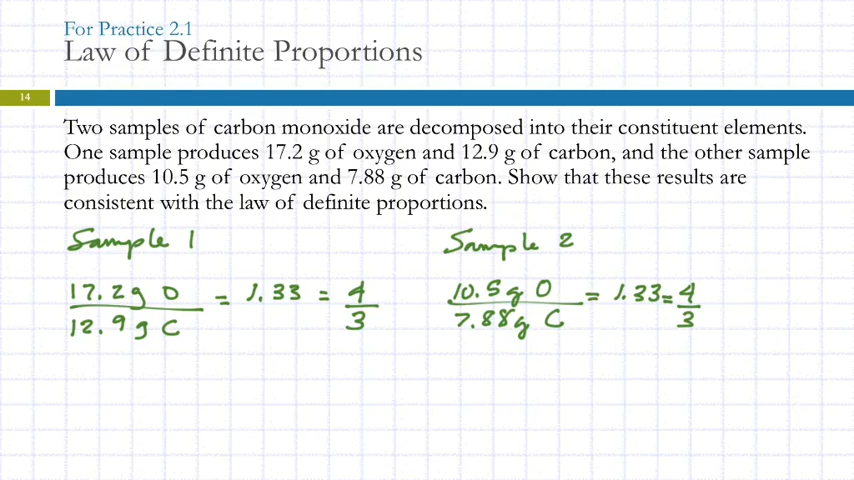 For Practice 2.1
Law of Definite Proportions
14
Two samples of carbon monoxide are decomposed into their constituent elements.
One sample produces 17.2 g of oxygen and 12.9 g of carbon, and the other sample
produces 10.5 g of oxygen and 7.88 g of carbon. Show that these results are
consistent with the law of definite proportions.
Sample 1
17.2g O
12.9g C
= 1.33 = 4
3
Sample 2
10.5g O
7.88g C
= 1.33 = 4
3